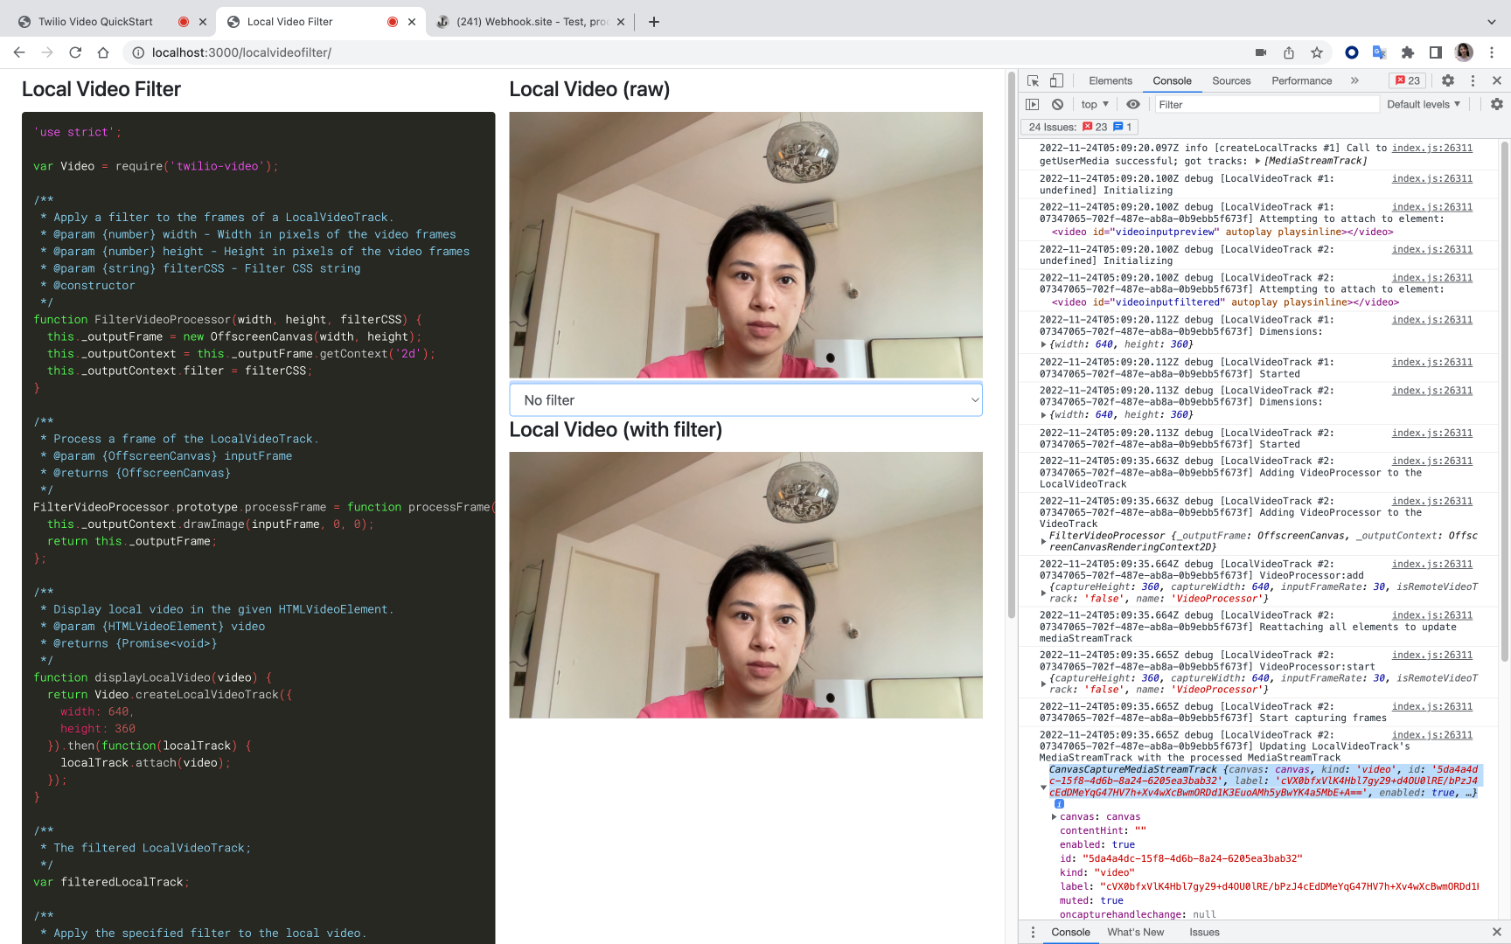 Twilio Video QuickStart
Local Video Filter
(241) Webhook.site - Test, proc
localhost:3000/localvideofilter/
Local Video Filter
'use strict';
var Video = require('twilio-video');
/**
* Apply a filter to the frames of a LocalVideoTrack.
* @param {number} width - Width in pixels of the video frames
* @param {number} height - Height in pixels of the video frames
* @param {string} filterCSS - Filter CSS string
* @constructor
*/
function FilterVideoProcessor(width, height, filterCSS) {
this._outputFrame = new OffscreenCanvas(width, height);
this._outputContext = this._outputFrame.getContext('2d');
this._outputContext.filter = filterCSS;
}
/**
* Process a frame of the LocalVideoTrack.
* @param {OffscreenCanvas} inputFrame
* @returns {OffscreenCanvas}
*/
FilterVideoProcessor.prototype.processFrame = function processFrame(
this._outputContext.drawImage(inputFrame, 0, 0);
return this._outputFrame;
};
/**
* Display local video in the given HTMLVideoElement.
* @param {HTMLVideoElement} video
* @returns {Promise<void>}
*/
function displayLocalVideo(video) {
return Video.createLocalVideoTrack({
width: 640,
height: 360
}).then(function(localTrack) {
localTrack.attach(video);
});
}
/**
* The filtered LocalVideoTrack;
*/
var filteredLocalTrack;
/**
* Apply the specified filter to the local video.
Local Video (raw)
No filter
Local Video (with filter)
Elements Console Sources Performance » 23
top Filter Default levels
24 Issues: 23 1
2022-11-24T05:09:20.097Z info [createLocalTracks #1] Call to index.js:26311
getUserMedia successful; got tracks: [MediaStreamTrack]
2022-11-24T05:09:20.100Z debug [LocalVideoTrack #1: index.js:26311
undefined] Initializing
2022-11-24T05:09:20.100Z debug [LocalVideoTrack #1: index.js:26311
07347065-702f-487e-ab8a-0b9ebb5f673f] Attempting to attach to element:
<video id="videoinputpreview" autoplay playsinline></video>
2022-11-24T05:09:20.100Z debug [LocalVideoTrack #2: index.js:26311
undefined] Initializing
2022-11-24T05:09:20.100Z debug [LocalVideoTrack #2: index.js:26311
07347065-702f-487e-ab8a-0b9ebb5f673f] Attempting to attach to element:
<video id="videoinputfiltered" autoplay playsinline></video>
2022-11-24T05:09:20.112Z debug [LocalVideoTrack #1: index.js:26311
07347065-702f-487e-ab8a-0b9ebb5f673f] Dimensions:
{width: 640, height: 360}
2022-11-24T05:09:20.112Z debug [LocalVideoTrack #1: index.js:26311
07347065-702f-487e-ab8a-0b9ebb5f673f] Started
2022-11-24T05:09:20.113Z debug [LocalVideoTrack #2: index.js:26311
07347065-702f-487e-ab8a-0b9ebb5f673f] Dimensions:
{width: 640, height: 360}
2022-11-24T05:09:20.113Z debug [LocalVideoTrack #2: index.js:26311
07347065-702f-487e-ab8a-0b9ebb5f673f] Started
2022-11-24T05:09:35.663Z debug [LocalVideoTrack #2: index.js:26311
07347065-702f-487e-ab8a-0b9ebb5f673f] Adding VideoProcessor to the
LocalVideoTrack
2022-11-24T05:09:35.663Z debug [LocalVideoTrack #2: index.js:26311
07347065-702f-487e-ab8a-0b9ebb5f673f] Adding VideoProcessor to the
VideoTrack
FilterVideoProcessor {_outputFrame: OffscreenCanvas, _outputContext: Offsc
reenCanvasRenderingContext2D}
2022-11-24T05:09:35.664Z debug [LocalVideoTrack #2: index.js:26311
07347065-702f-487e-ab8a-0b9ebb5f673f] VideoProcessor:add
{captureHeight: 360, captureWidth: 640, inputFrameRate: 30, isRemoteVideoT
rack: 'false', name: 'VideoProcessor'}
2022-11-24T05:09:35.664Z debug [LocalVideoTrack #2: index.js:26311
07347065-702f-487e-ab8a-0b9ebb5f673f] Reattaching all elements to update
mediaStreamTrack
2022-11-24T05:09:35.665Z debug [LocalVideoTrack #2: index.js:26311
07347065-702f-487e-ab8a-0b9ebb5f673f] VideoProcessor:start
{captureHeight: 360, captureWidth: 640, inputFrameRate: 30, isRemoteVideoT
rack: 'false', name: 'VideoProcessor'}
2022-11-24T05:09:35.665Z debug [LocalVideoTrack #2: index.js:26311
07347065-702f-487e-ab8a-0b9ebb5f673f] Start capturing frames
2022-11-24T05:09:35.665Z debug [LocalVideoTrack #2: index.js:26311
07347065-702f-487e-ab8a-0b9ebb5f673f] Updating LocalVideoTrack's
MediaStreamTrack with the processed MediaStreamTrack
CanvasCaptureMediaStreamTrack {canvas: canvas, kind: 'video', id: '5da4a4d
c-15f8-4d6b-8a24-6205ea3bab32', label: 'cVX0bfxVlK4Hbl7gy29+d4OU0lRE/bPzJ4
cEdDMeYqG47HV7h+Xv4wXcBwmORDd1K3EuoAMh5yBwYK4a5MbE+A==', enabled: true, …}
canvas: canvas
contentHint: ""
enabled: true
id: "5da4a4dc-15f8-4d6b-8a24-6205ea3bab32"
kind: "video"
label: "cVX0bfxVlK4Hbl7gy29+d4OU0lRE/bPzJ4cEdDMeYqG47HV7h+Xv4wXcBwmORDd1
muted: true
oncapturehandlechange: null
Console What's New Issues